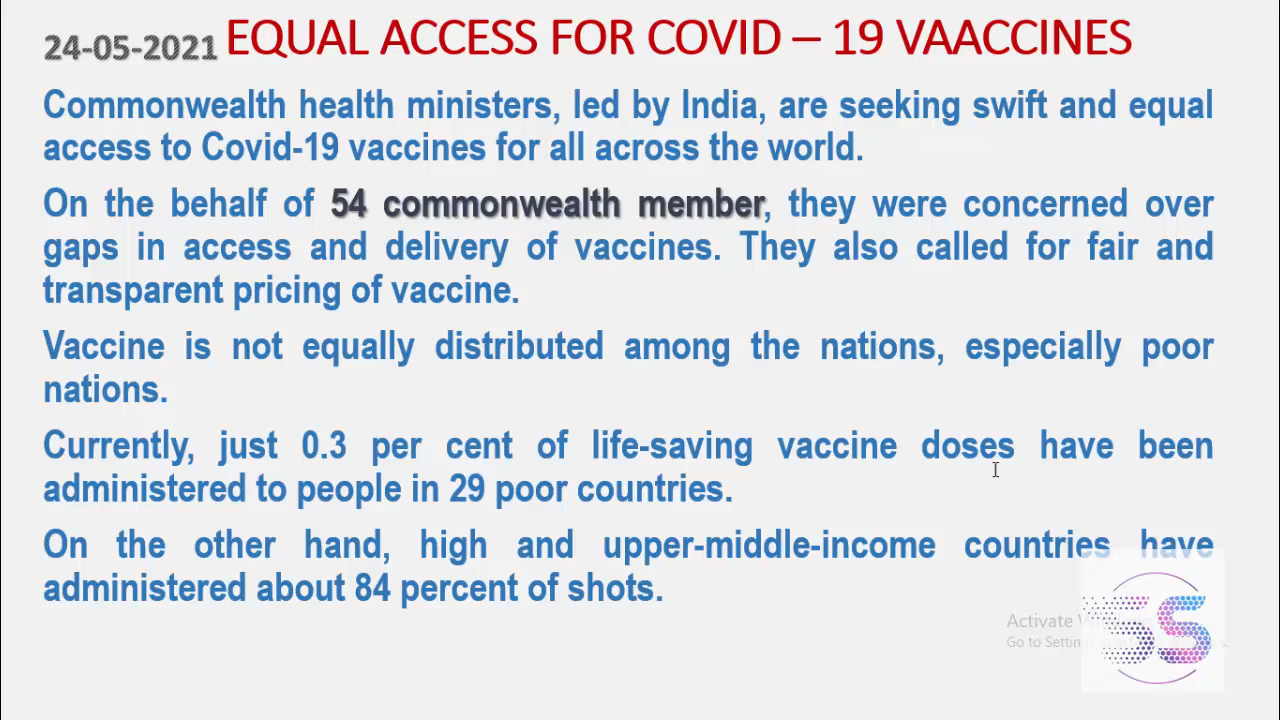 24-05-2021 EQUAL ACCESS FOR COVID – 19 VAACCINES
Commonwealth health ministers, led by India, are seeking swift and equal
access to Covid-19 vaccines for all across the world.
On the behalf of 54 commonwealth member, they were concerned over
gaps in access and delivery of vaccines. They also called for fair and
transparent pricing of vaccine.
Vaccine is not equally distributed among the nations, especially poor
nations.
Currently, just 0.3 per cent of life-saving vaccine doses have been
administered to people in 29 poor countries.
On the other hand, high and upper-middle-income countries have
administered about 84 percent of shots.
Activate
Go to
SS